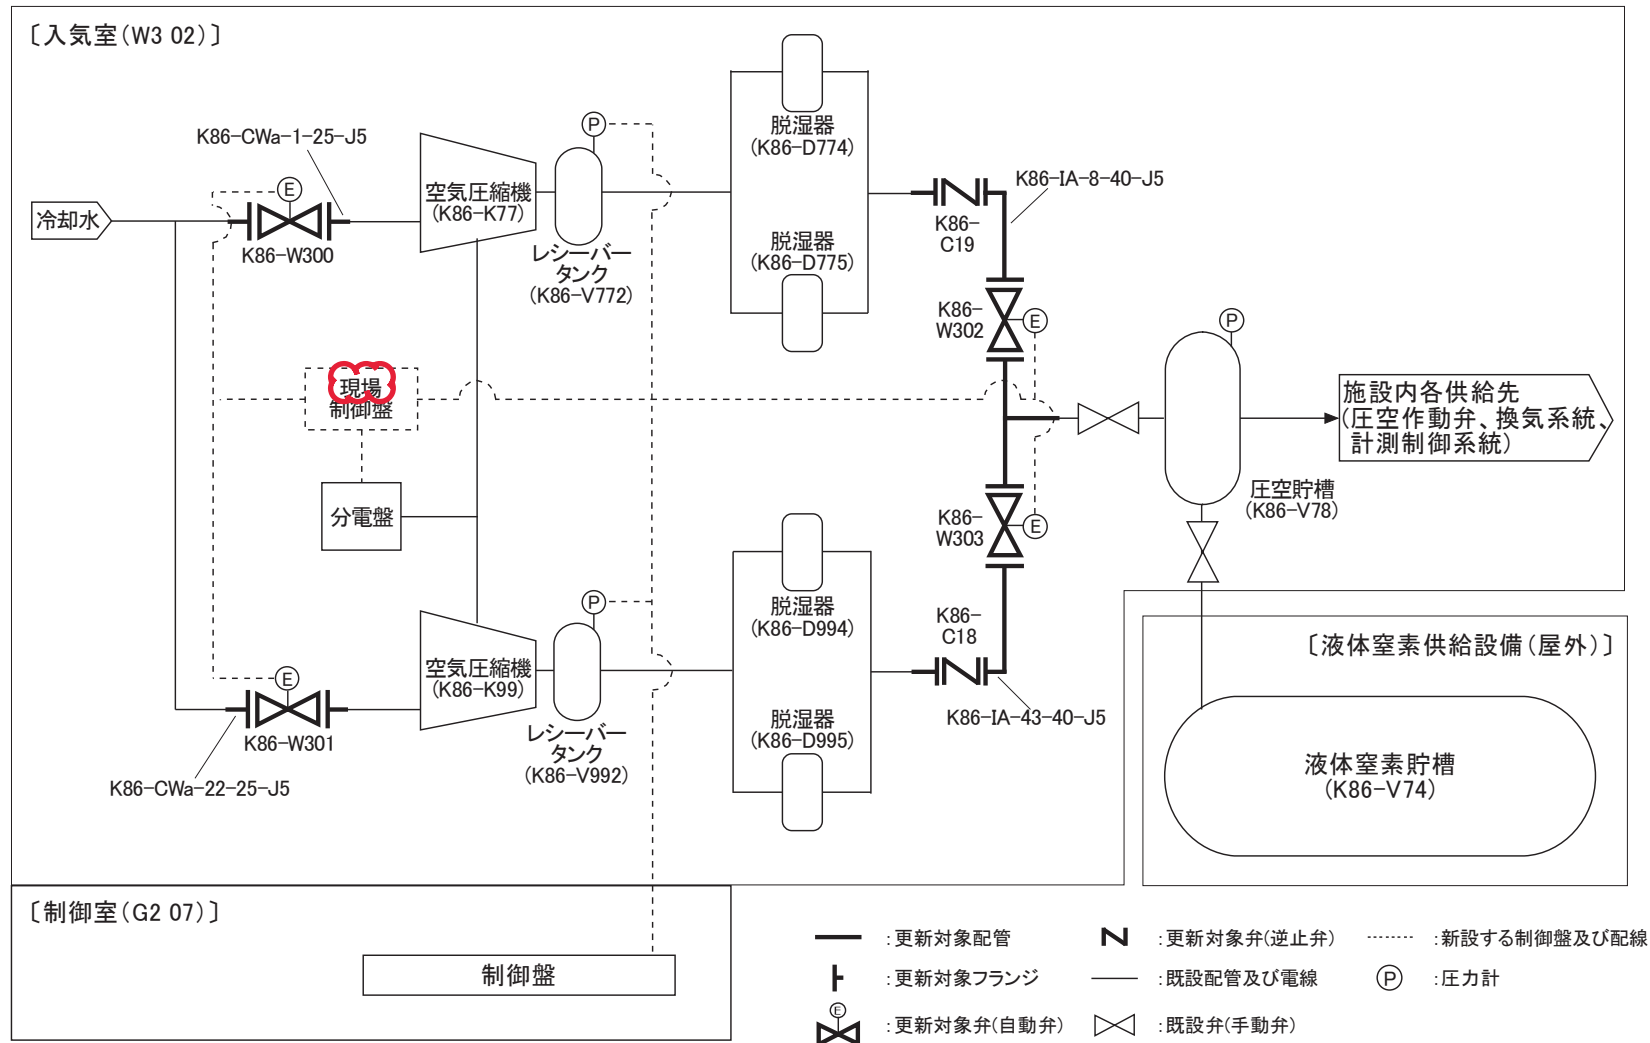 〔入気室(W3 02)〕
K86-CWa-1-25-J5
E
冷却水
K86-W300
空気圧縮機
(K86-K77)
P
レシーバー
タンク
(K86-V772)
脱湿器
(K86-D774)
脱湿器
(K86-D775)
K86-
C19
K86-IA-8-40-J5
K86-
W302
E
P
現場
制御盤
分電盤
施設内各供給先
(圧空作動弁、換気系統、
計測制御系統)
圧空貯槽
(K86-V78)
K86-
W303
E
K86-
C18
K86-IA-43-40-J5
E
K86-W301
K86-CWa-22-25-J5
空気圧縮機
(K86-K99)
P
レシーバー
タンク
(K86-V992)
脱湿器
(K86-D994)
脱湿器
(K86-D995)
〔液体窒素供給設備(屋外)〕
液体窒素貯槽
(K86-V74)
〔制御室(G2 07)〕
制御盤
:更新対象配管
:更新対象弁(逆止弁)
:新設する制御盤及び配線
:更新対象フランジ
:既設配管及び電線
P :圧力計
E :更新対象弁(自動弁)
:既設弁(手動弁)